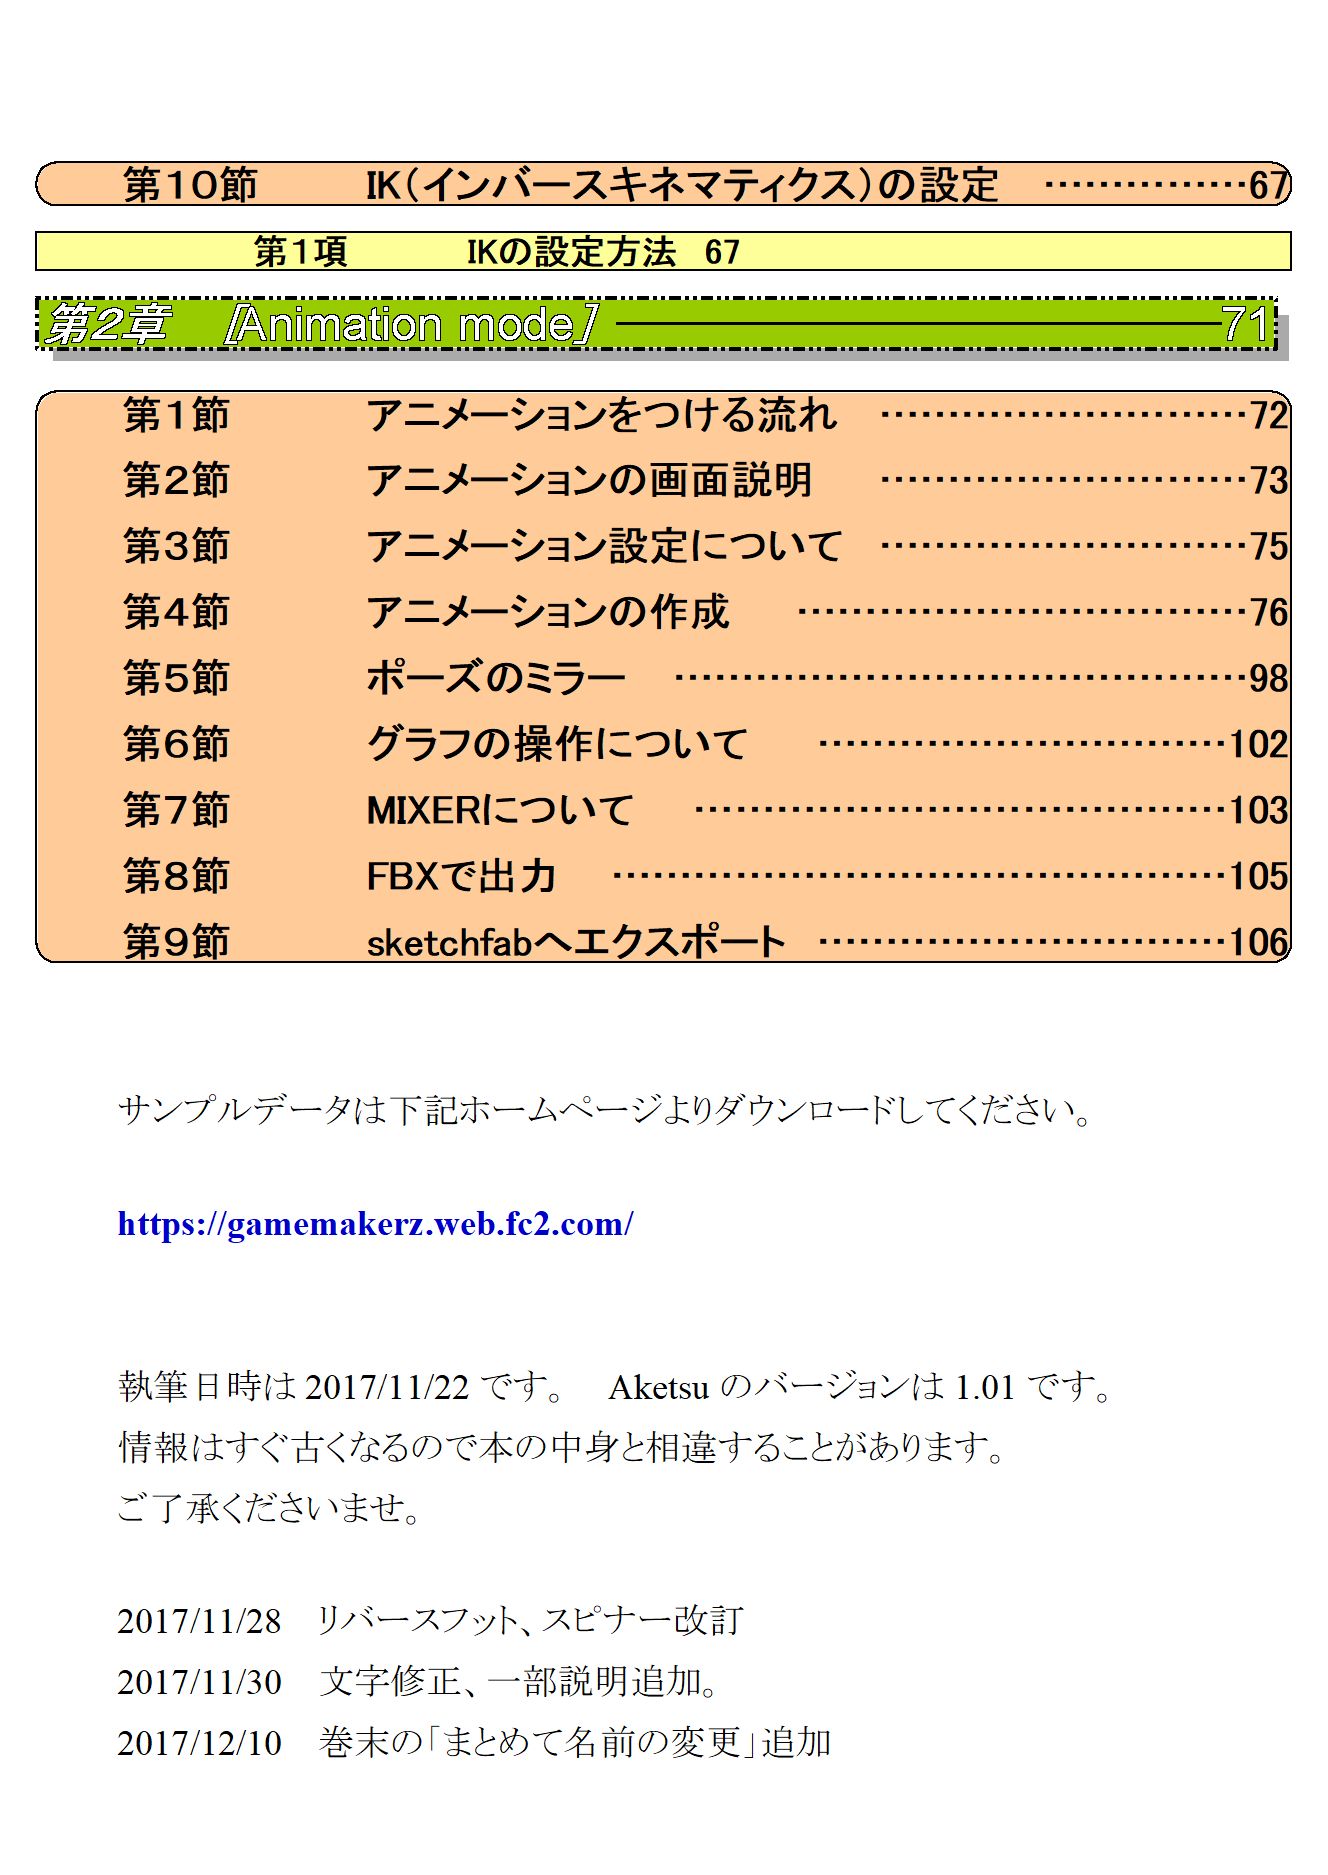 第１０節 IK（インバースキネマティクス）の設定 ・・・・・・・・・・・・・・・67
第１項 IKの設定方法 67
第２章 [Animation mode] 71
第１節 アニメーションをつける流れ ・・・・・・・・・・・・・・・・・・・・・・・・・・・72
第２節 アニメーションの画面説明 ・・・・・・・・・・・・・・・・・・・・・・・・・・・73
第３節 アニメーション設定について ・・・・・・・・・・・・・・・・・・・・・・・・・・・75
第４節 アニメーションの作成 ・・・・・・・・・・・・・・・・・・・・・・・・・・・・・・・・・76
第５節 ポーズのミラー ・・・・・・・・・・・・・・・・・・・・・・・・・・・・・・・・・・・・・・・・・・98
第６節 グラフの操作について ・・・・・・・・・・・・・・・・・・・・・・・・・・・・・・102
第７節 MIXERについて ・・・・・・・・・・・・・・・・・・・・・・・・・・・・・・・・・・・・・・・103
第８節 FBXで出力 ・・・・・・・・・・・・・・・・・・・・・・・・・・・・・・・・・・・・・・・・・・・・・105
第９節 sketchfabへエクスポート ・・・・・・・・・・・・・・・・・・・・・・・・・・・・・・106
サンプルデータは下記ホームページよりダウンロードしてください。
https://gamemakerz.web.fc2.com/
執筆日時は 2017/11/22 です。 Aketsu のバージョンは 1.01 です。
情報はすぐ古くなるので本の中身と相違することがあります。
ご了承くださいませ。
2017/11/28 リバースフット、スピナー改訂
2017/11/30 文字修正、一部説明追加。
2017/12/10 巻末の「まとめて名前の変更」追加